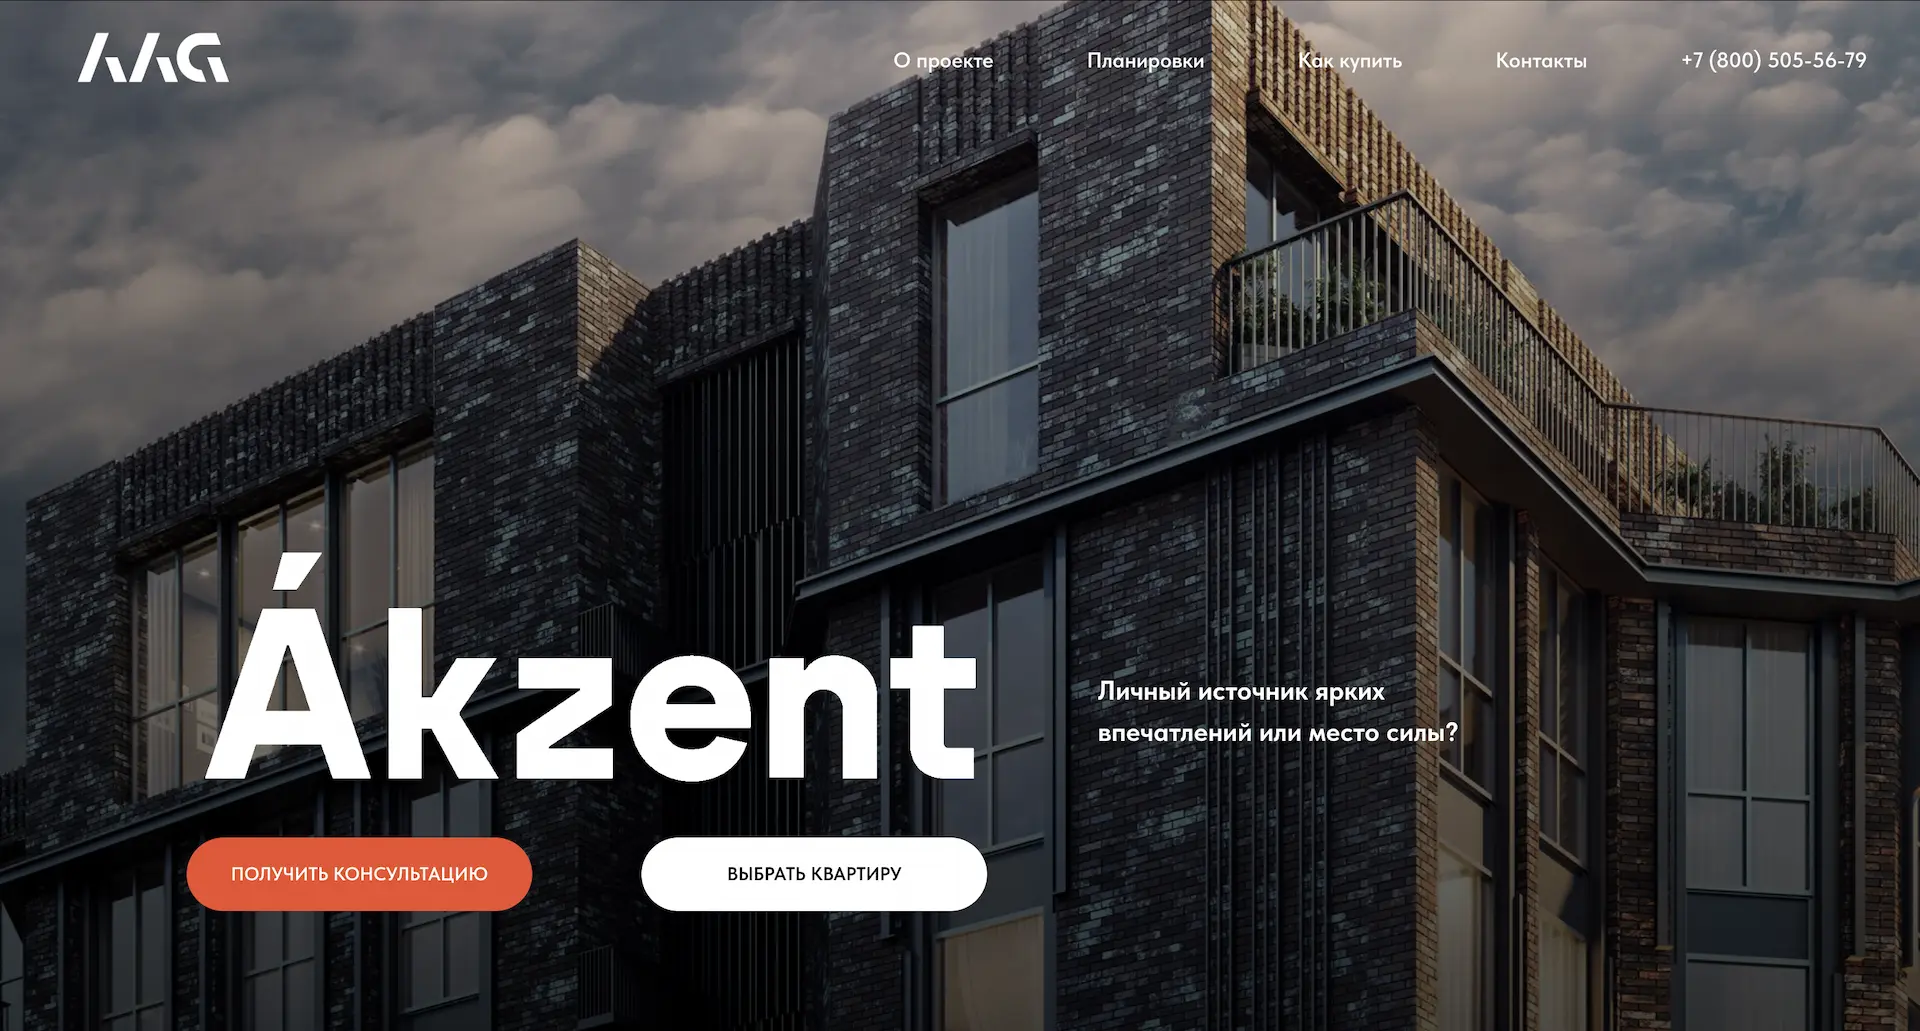 ААG
О проекте
Планировки
Как купить
Контакты
+7 (800) 505-56-79
Ákzent
Личный источник ярких
впечатлений или место силы?
ПОЛУЧИТЬ КОНСУЛЬТАЦИЮ
ВЫБРАТЬ КВАРТИРУ